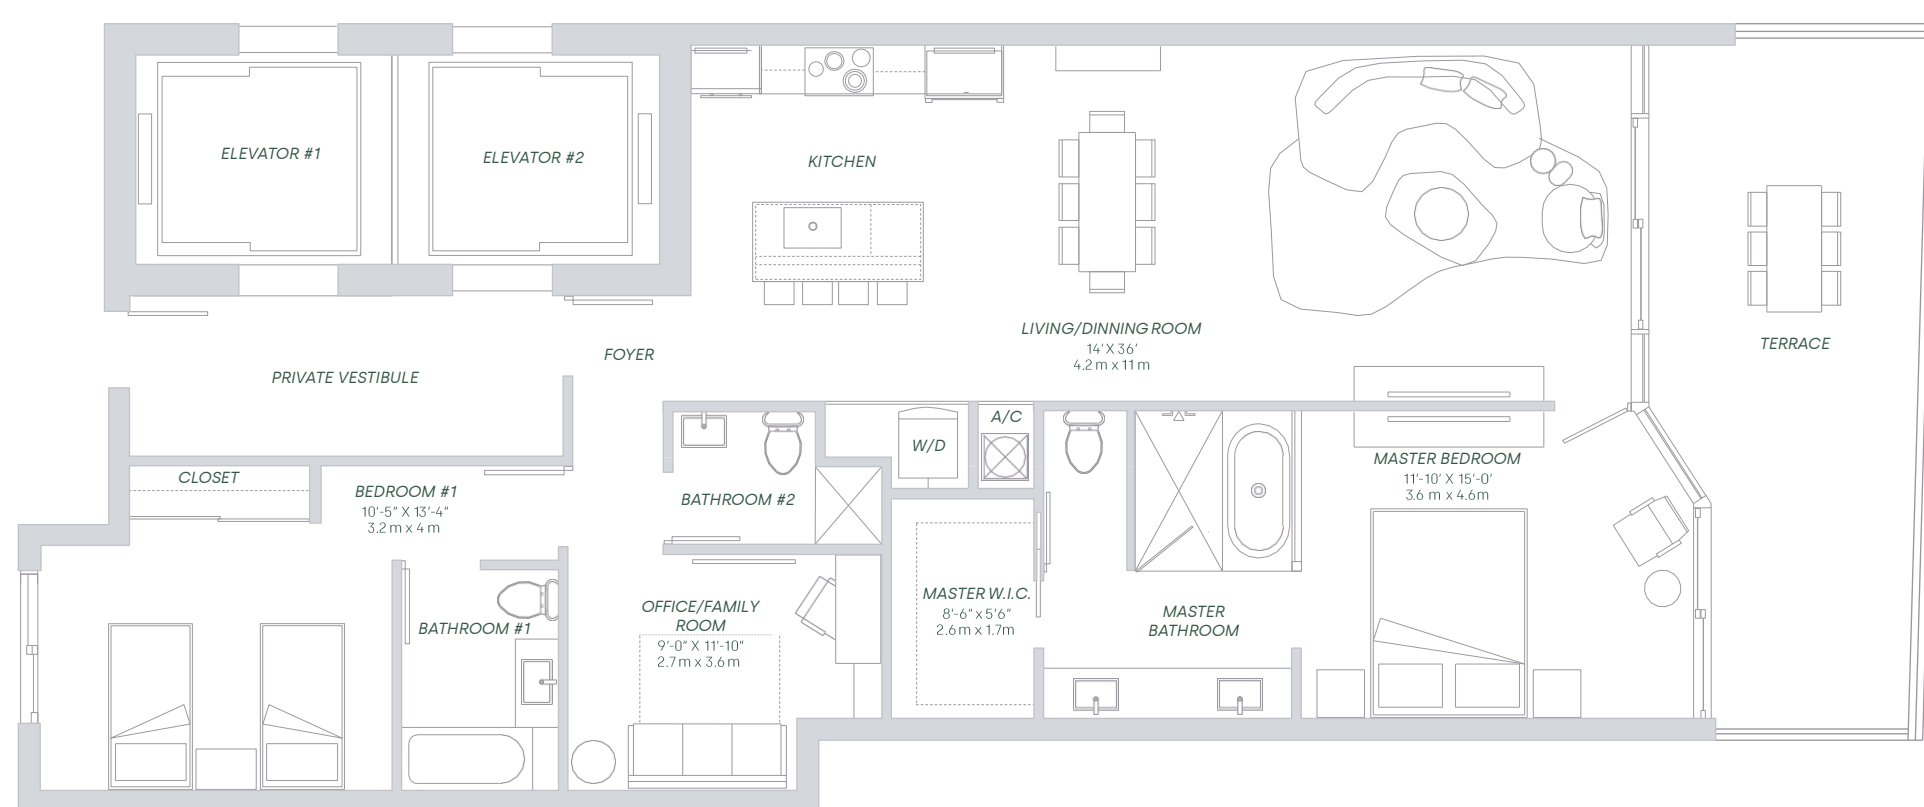 ELEVATOR #1
ELEVATOR #2
KITCHEN
LIVING/DINNING ROOM
14' X 36'
4.2 m x 11 m
TERRACE
FOYER
PRIVATE VESTIBULE
CLOSET
BEDROOM #1
10'-5" X 13'-4"
3.2 m x 4 m
BATHROOM #2
W/D
A/C
MASTER BEDROOM
11'-10' X 15'-0'
3.6 m x 4.6m
BATHROOM #1
OFFICE/FAMILY
ROOM
9'-0" X 11'-10"
2.7 m x 3.6 m
MASTER W.I.C.
8'-6" x 5'6"
2.6 m x 1.7m
MASTER
BATHROOM